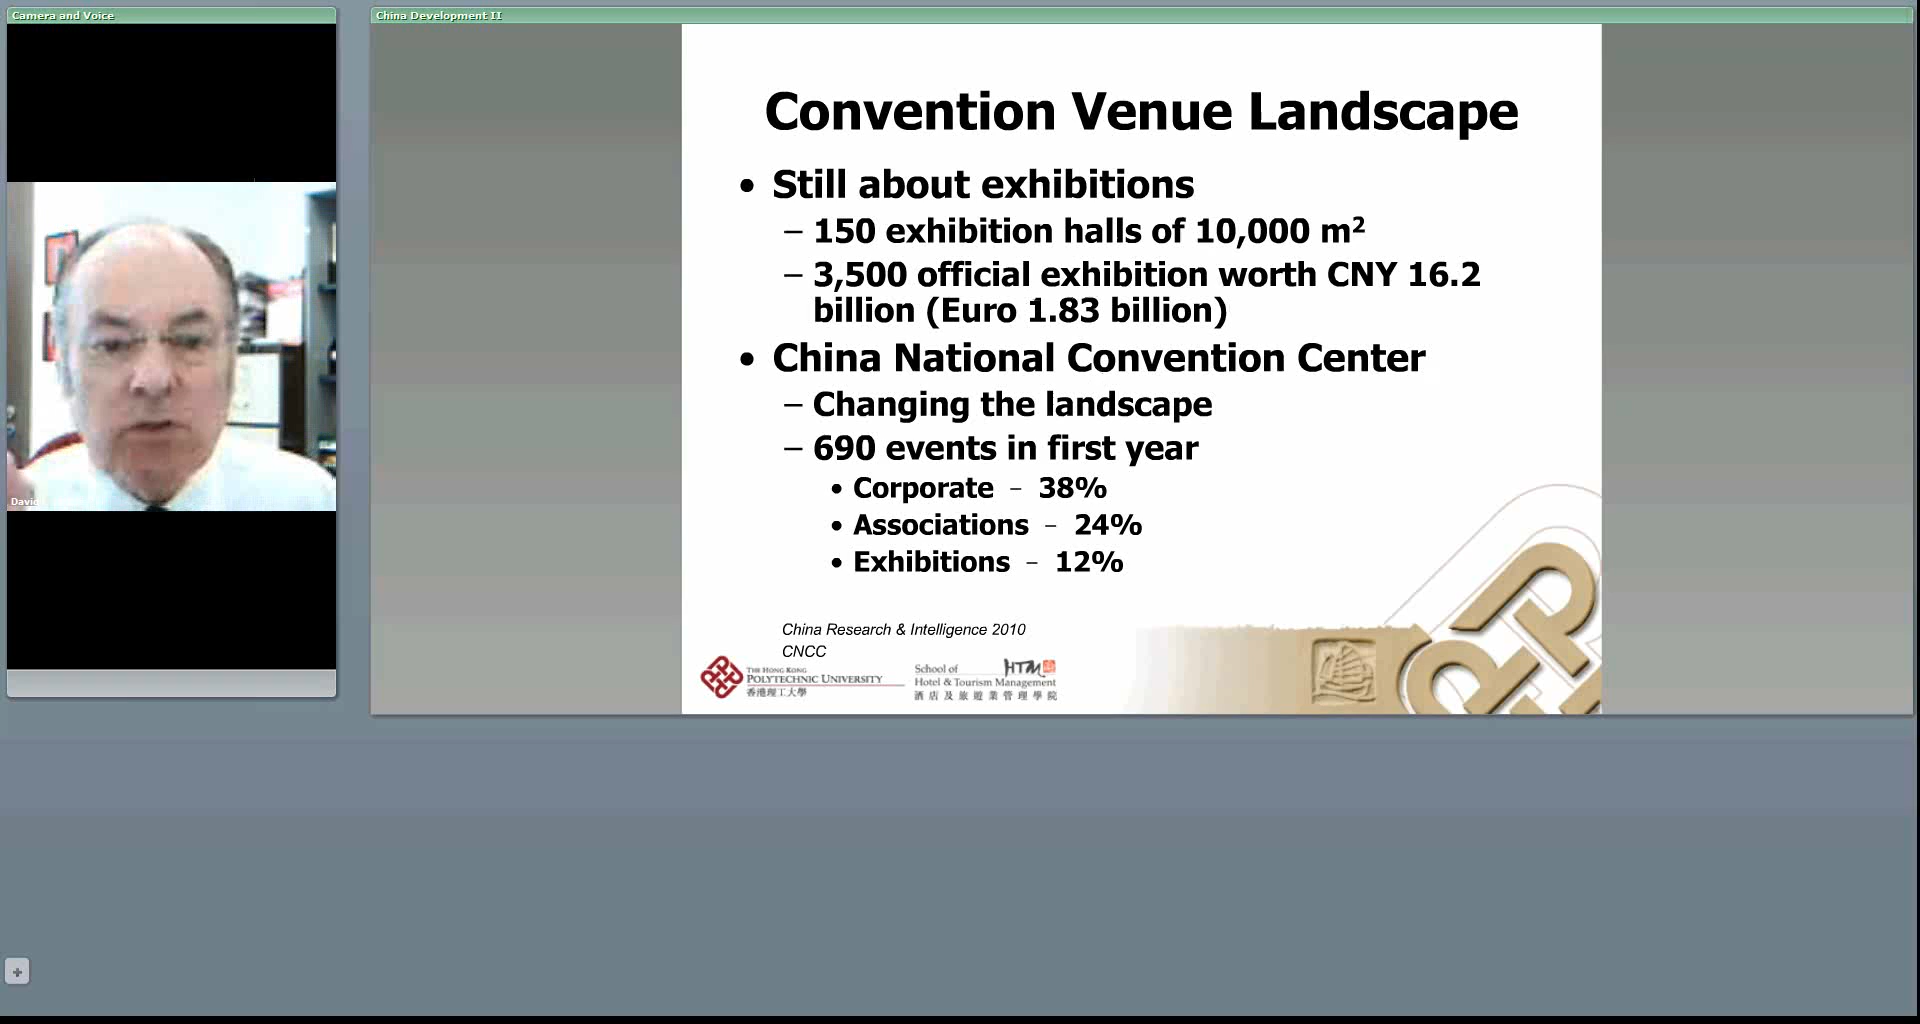 Camera and Voice
David
China Development II
Convention Venue Landscape
• Still about exhibitions
– 150 exhibition halls of 10,000 m²
– 3,500 official exhibition worth CNY 16.2
billion (Euro 1.83 billion)
• China National Convention Center
– Changing the landscape
– 690 events in first year
• Corporate – 38%
• Associations – 24%
• Exhibitions – 12%
China Research & Intelligence 2010
CNCC
THE HONG KONG
POLYTECHNIC UNIVERSITY
香港理工大學
School of HTM
Hotel & Tourism Management
酒店及旅遊業管理學院